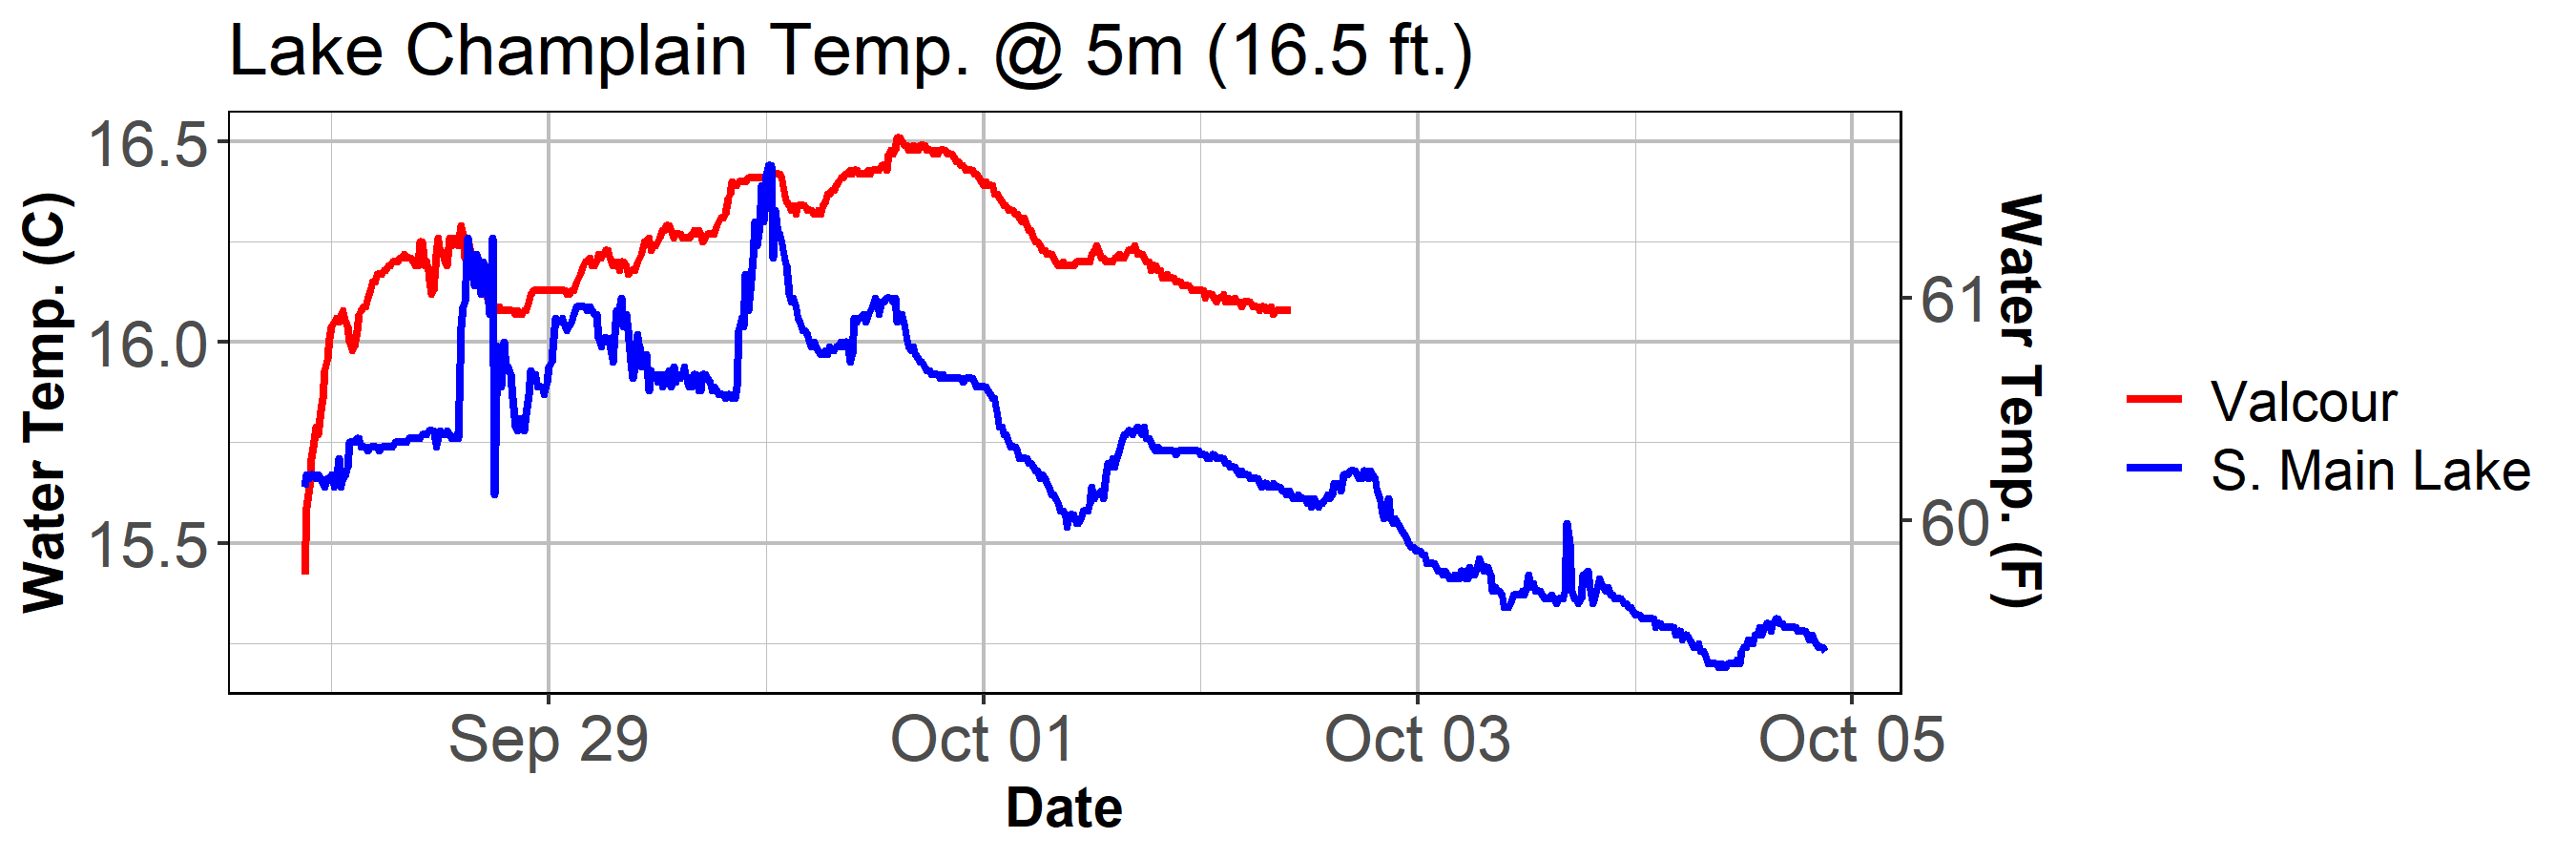 Lake Champlain Temp. @ 5m (16.5 ft.)
Water Temp. (C)
16.5
16.0
15.5
61
60
Water Temp. (F)
Sep 29
Oct 01
Oct 03
Oct 05
Date
Valcour
S. Main Lake